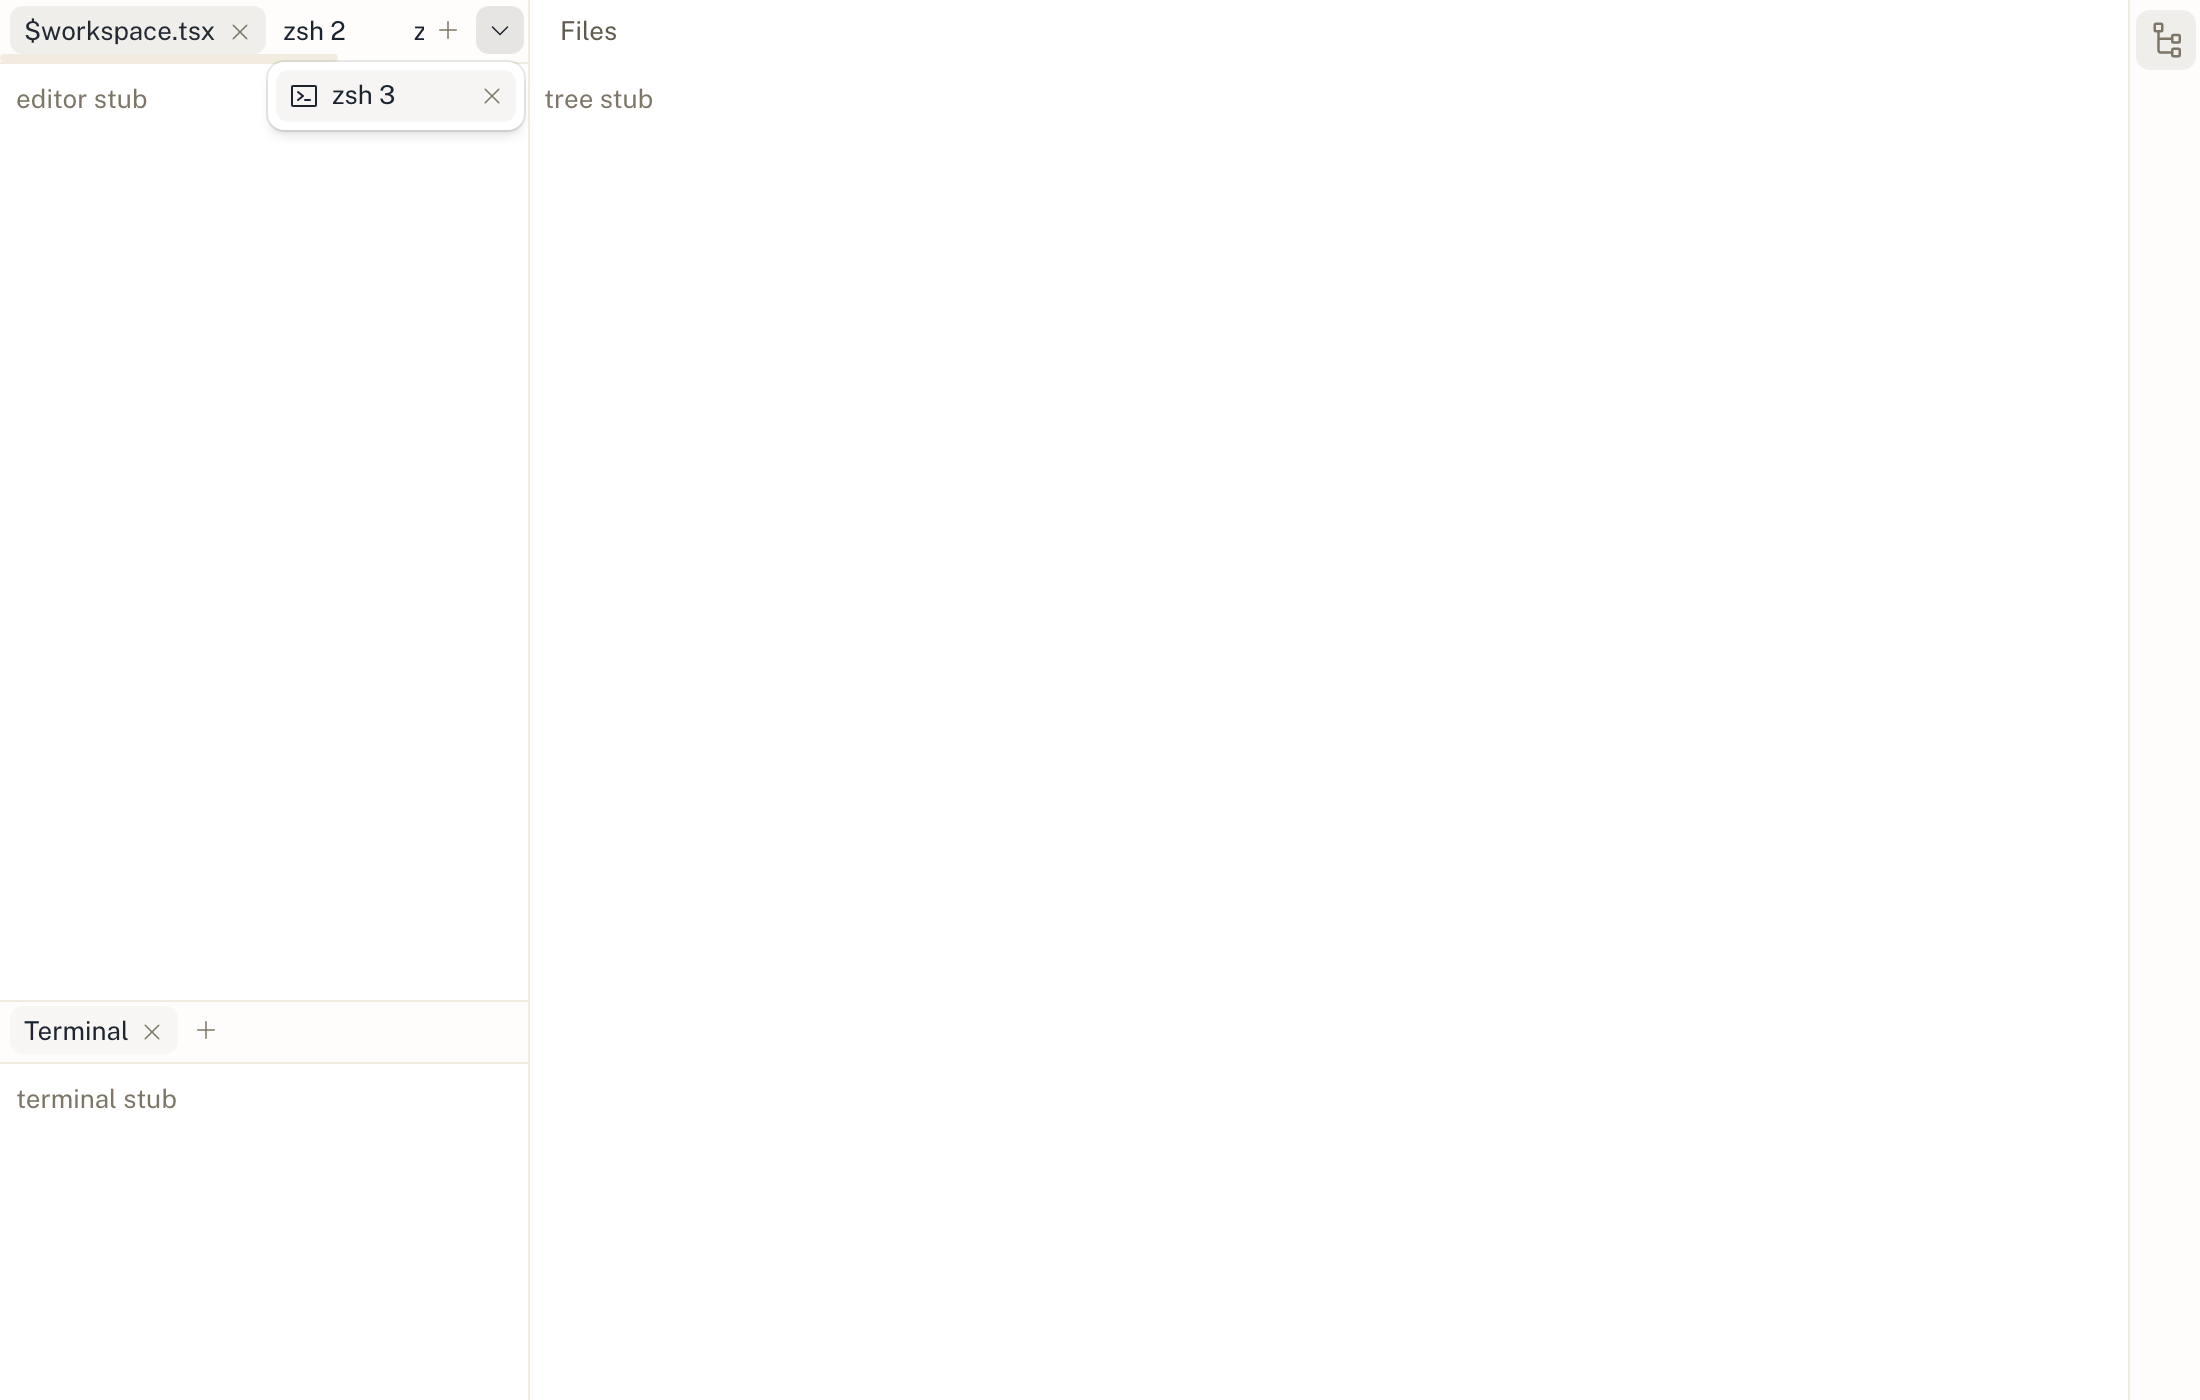 $workspace.tsx
zsh 2
z
Files
editor stub
zsh 3
tree stub
Terminal
terminal stub